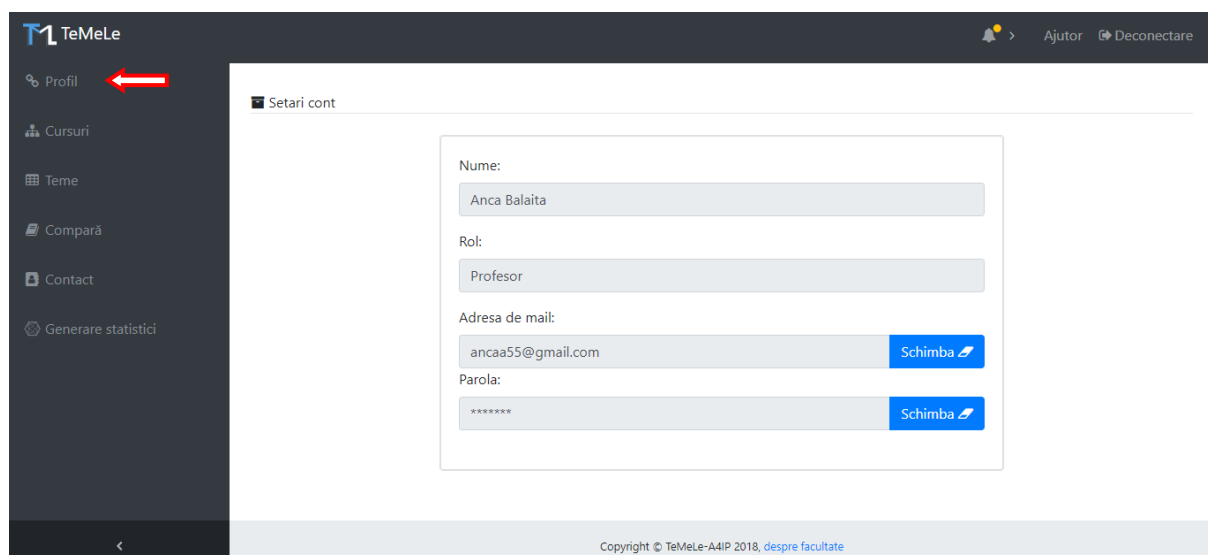 TeMeLe
Ajutor
Deconectare
Profil
Cursuri
Teme
Compară
Contact
Generare statistici
Setari cont
Nume:
Anca Balaita
Rol:
Profesor
Adresa de mail:
ancaa55@gmail.com Schimba
Parola:
******* Schimba
Copyright © TeMeLe-A4IP 2018, despre facultate